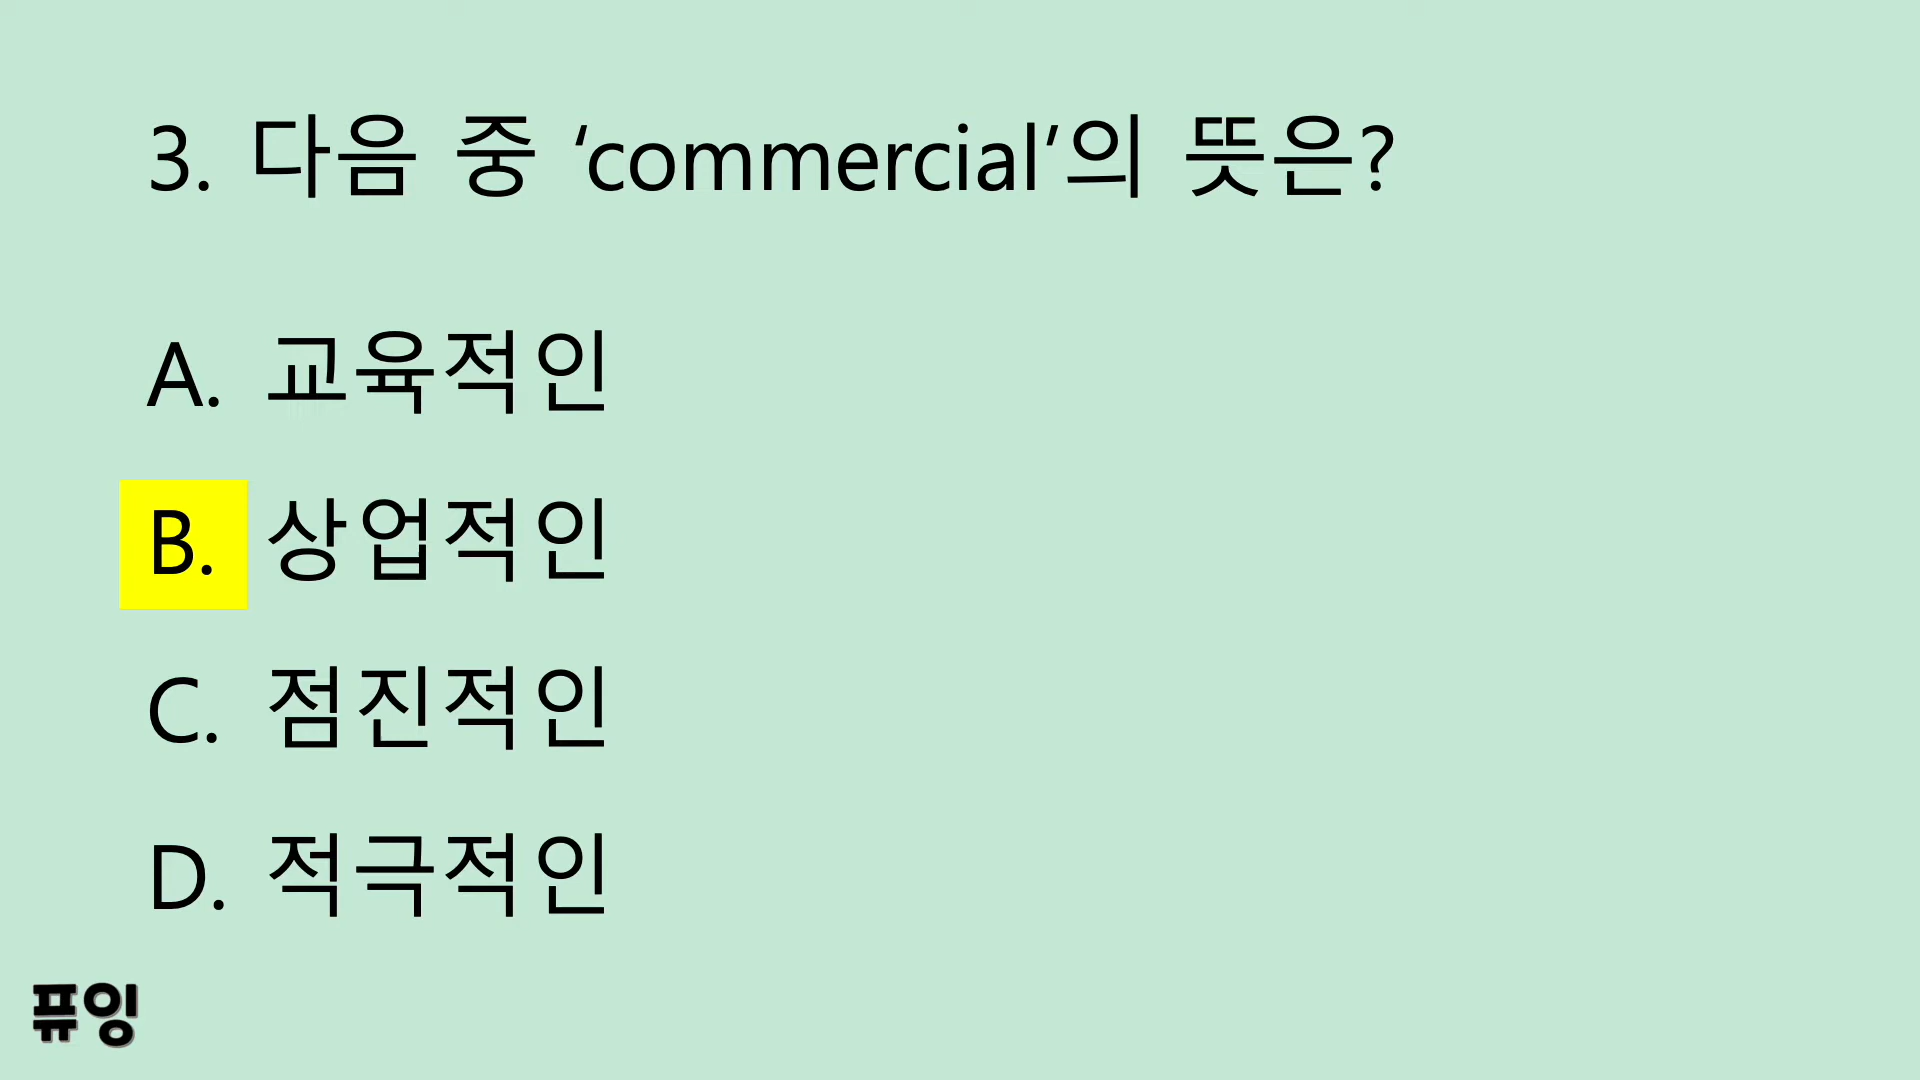 3. 다음 중 ‘commercial’의 뜻은?
A. 교육적인
B. 상업적인
C. 점진적인
D. 적극적인
퓨잉